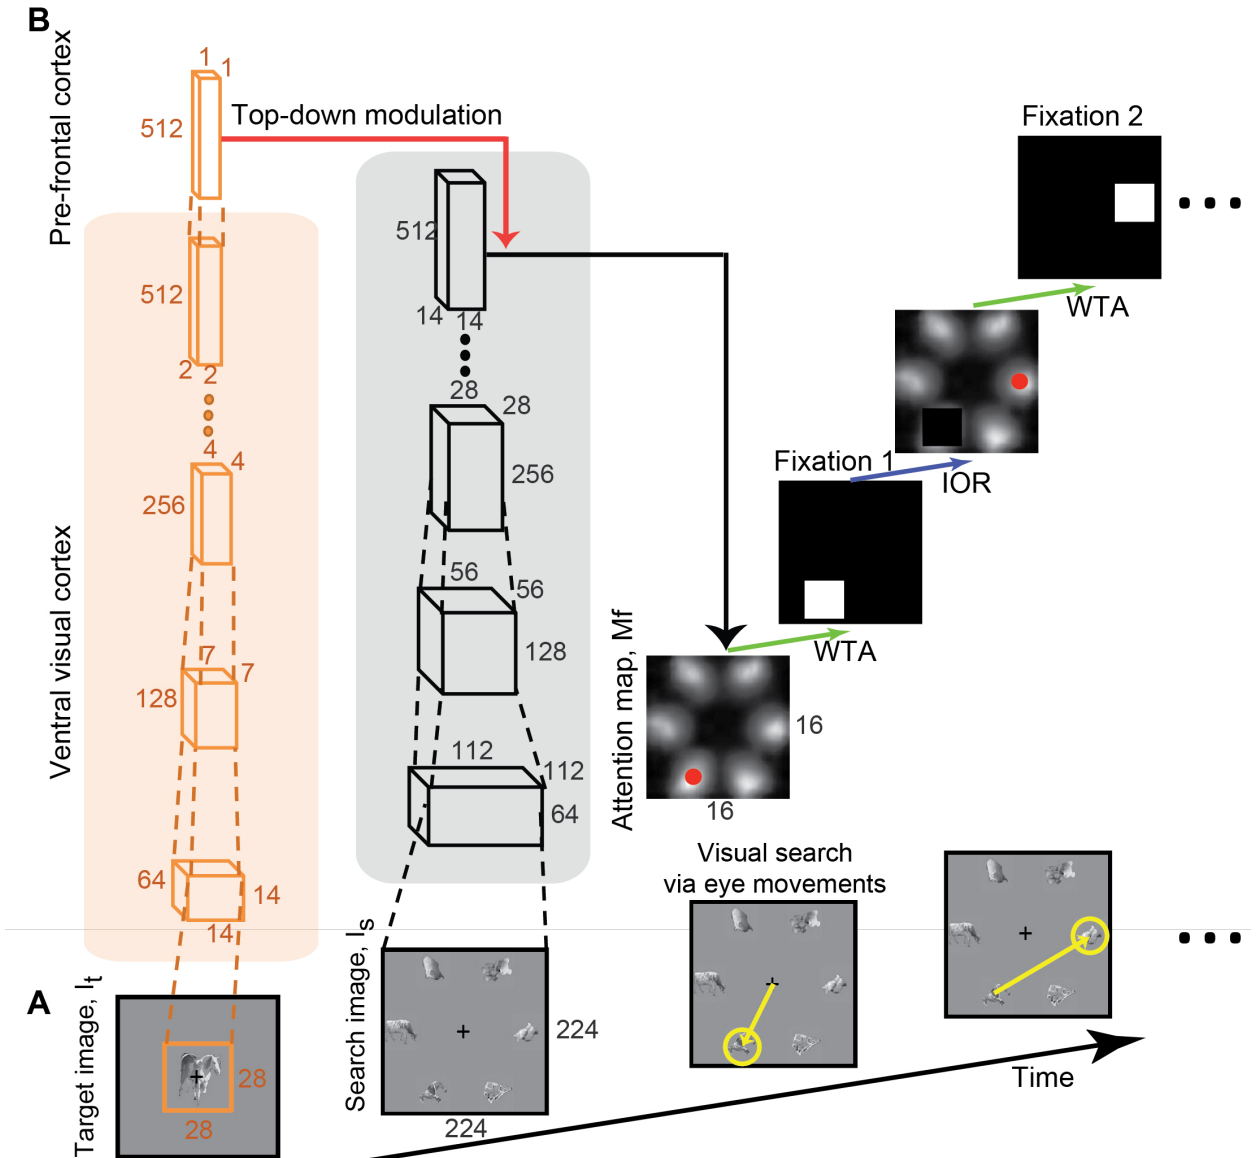 B
Pre-frontal cortex
1
1
512
Top-down modulation
512
2
2
4
4
256
Ventral visual cortex
7
7
128
64
14
14
512
14
14
28
28
256
56
56
128
112
112
64
Attention map, Mf
16
16
WTA
Fixation 1
IOR
WTA
Fixation 2
A
Target image, It
28
28
Search image, Is
224
224
Visual search
via eye movements
Time